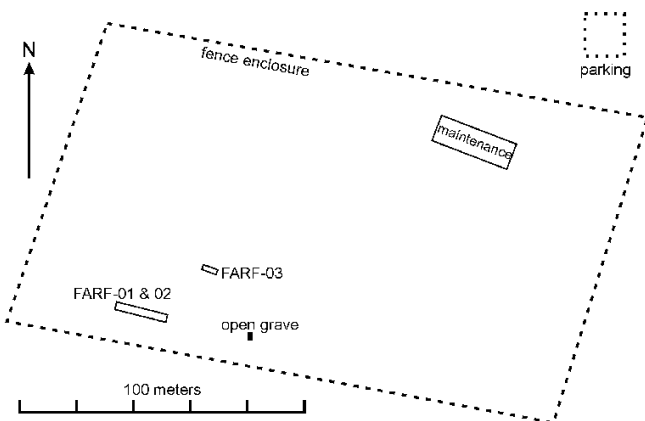 N
fence enclosure
parking
maintenance
FARF-03
FARF-01 & 02
open grave
100 meters